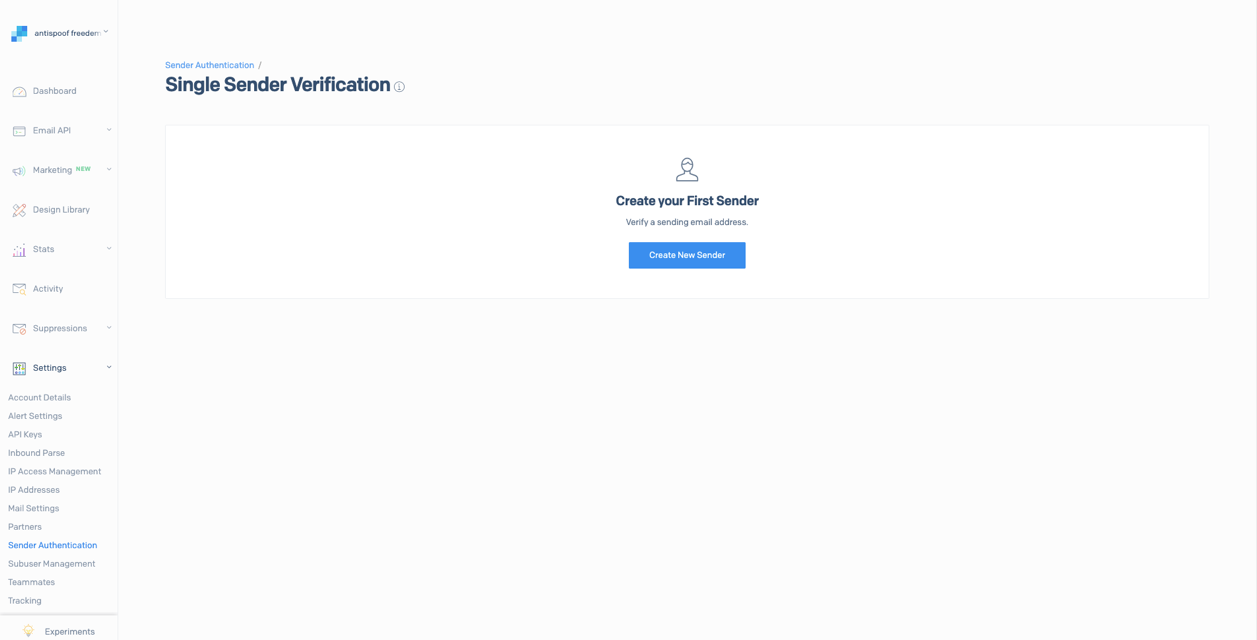 antispoof freedem
Dashboard
Email API
Marketing NEW
Design Library
Stats
Activity
Suppressions
Settings
Account Details
Alert Settings
API Keys
Inbound Parse
IP Access Management
IP Addresses
Mail Settings
Partners
Sender Authentication
Subuser Management
Teammates
Tracking
Experiments
Sender Authentication /
Single Sender Verification
Create your First Sender
Verify a sending email address.
Create New Sender